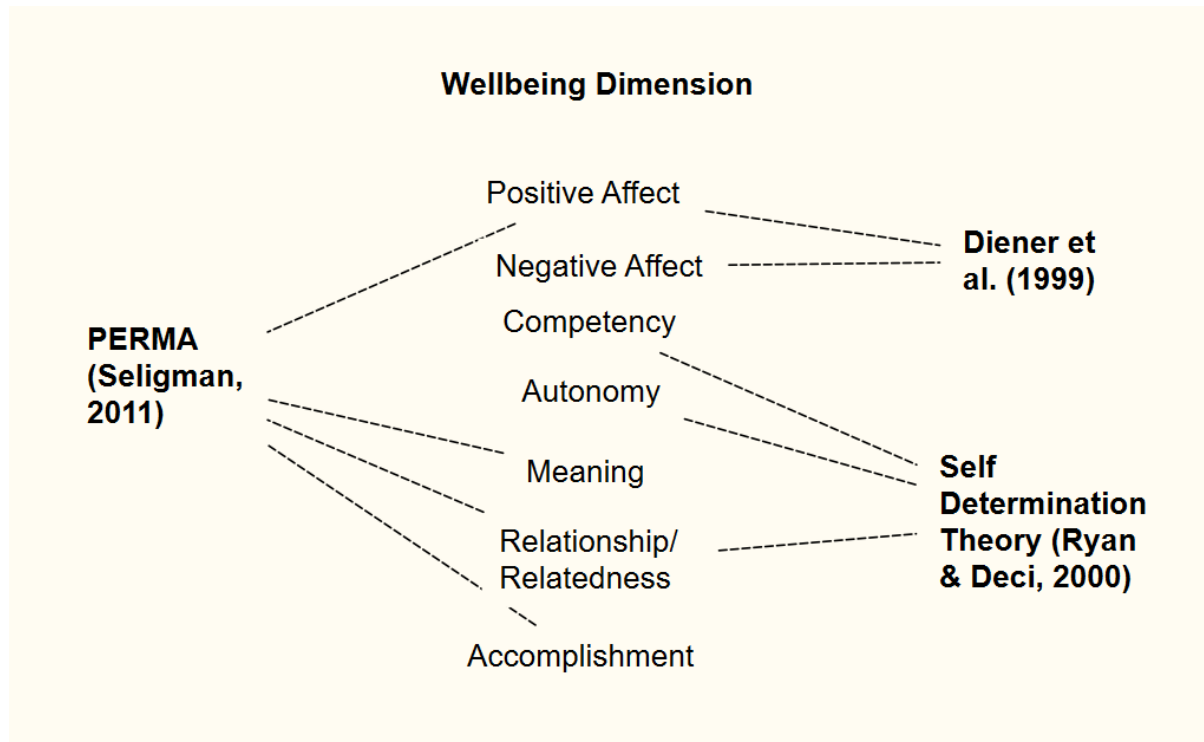 Wellbeing Dimension
Positive Affect
Negative Affect
Competency
Autonomy
Meaning
Relationship/
Relatedness
Accomplishment
PERMA
(Seligman,
2011)
Diener et
al. (1999)
Self
Determination
Theory (Ryan
& Deci, 2000)